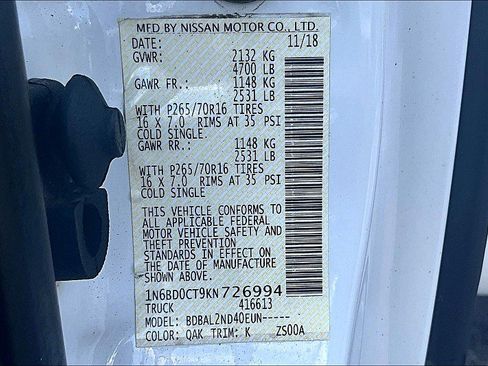 MFD BY NISSAN MOTOR CO., LTD.
DATE: 11/18
GVWR: 2132 KG
4700 LB
GAWR FR.: 1148 KG
2531 LB
WITH P265/70R16 TIRES
16 X 7.0 RIMS AT 35 PSI
COLD SINGLE.
GAWR RR.: 1148 KG
2531 LB
WITH P265/70R16 TIRES
16 X 7.0 RIMS AT 35 PSI
COLD SINGLE
THIS VEHICLE CONFORMS TO
ALL APPLICABLE FEDERAL
MOTOR VEHICLE SAFETY AND
THEFT PREVENTION
STANDARDS IN EFFECT ON
THE DATE OF MANUFACTURE
SHOWN ABOVE.
1N6BD0CT9KN726994
TRUCK 416613
MODEL: BDBAL2ND40EUN-----
COLOR: QAK TRIM: K ZS00A